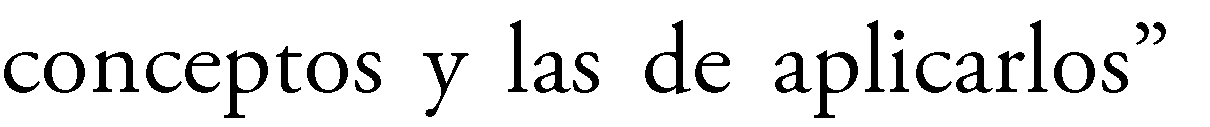 conceptos y las de aplicarlos”